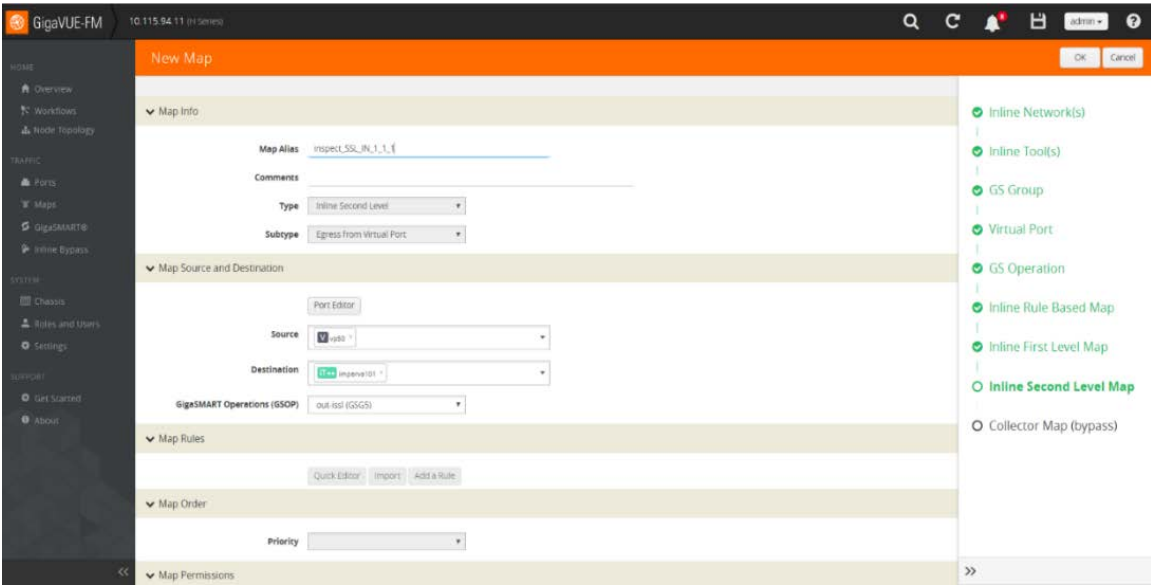 GigaVUE-FM 10.115.94.11 (H Series) admin
New Map OK Cancel
HOME
Overview
Workflows
Node Topology
TRAFFIC
Ports
Maps
GigaSMART®
Inline Bypass
SYSTEM
Chassis
Roles and Users
Settings
SUPPORT
Get Started
About
Map Info
Map Alias inspect_SSL_IN_1_1_1
Comments
Type Inline Second Level
Subtype Egress from Virtual Port
Map Source and Destination
Port Editor
Source V vp50
Destination imperva101
GigaSMART Operations (GSOP) out-issl (GSG5)
Map Rules
Quick Editor Import Add a Rule
Map Order
Priority
Map Permissions
Inline Network(s)
Inline Tool(s)
GS Group
Virtual Port
GS Operation
Inline Rule Based Map
Inline First Level Map
Inline Second Level Map
Collector Map (bypass)